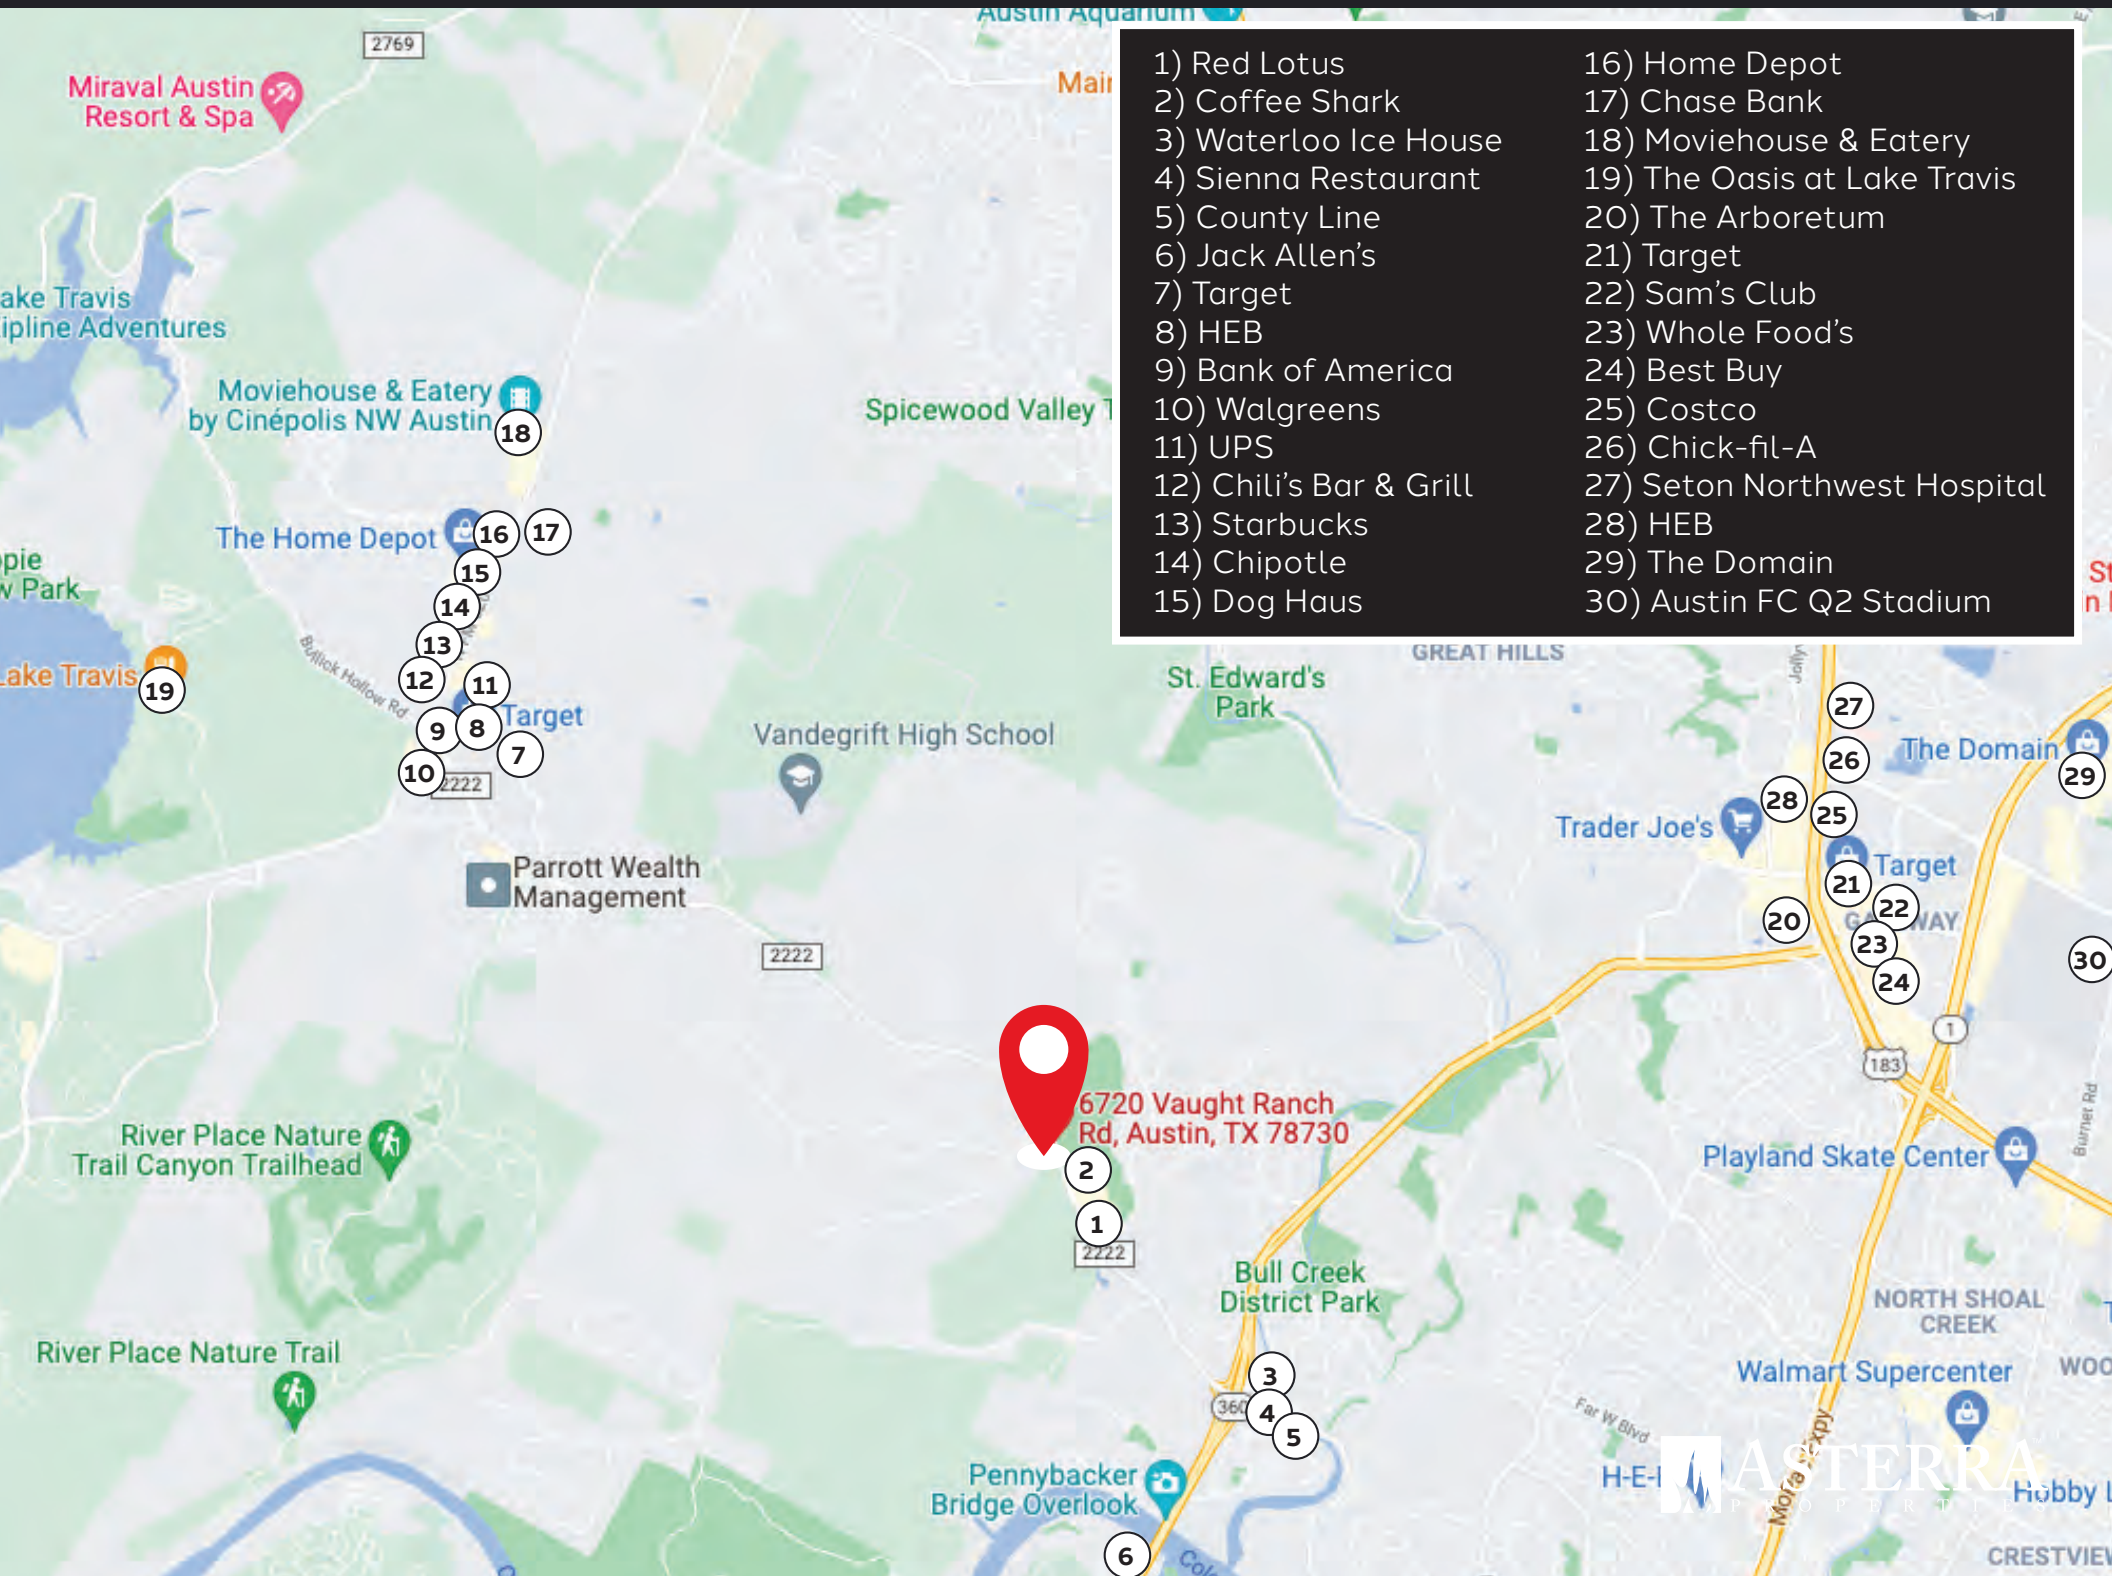 Austin Aquarium
2769
Miraval Austin
Resort & Spa
1) Red Lotus
2) Coffee Shark
3) Waterloo Ice House
4) Sienna Restaurant
5) County Line
6) Jack Allen’s
7) Target
8) HEB
9) Bank of America
10) Walgreens
11) UPS
12) Chili’s Bar & Grill
13) Starbucks
14) Chipotle
15) Dog Haus
16) Home Depot
17) Chase Bank
18) Moviehouse & Eatery
19) The Oasis at Lake Travis
20) The Arboretum
21) Target
22) Sam’s Club
23) Whole Food’s
24) Best Buy
25) Costco
26) Chick-fil-A
27) Seton Northwest Hospital
28) HEB
29) The Domain
30) Austin FC Q2 Stadium
ake Travis
ipline Adventures
Moviehouse & Eatery
by Cinépolis NW Austin
18
Spicewood Valley
The Home Depot
16
17
15
14
13
12
11
Bullick Hollow Rd
Park
Lake Travis
19
Target
9
8
7
10
2222
GREAT HILLS
St. Edward's
Park
Vandegrift High School
27
26
The Domain
29
28
25
Trader Joe's
Target
21
22
20
23
24
30
Parrott Wealth
Management
2222
1
183
6720 Vaught Ranch
Rd, Austin, TX 78730
2
1
2222
River Place Nature
Trail Canyon Trailhead
Playland Skate Center
Burnet Rd
Bull Creek
District Park
NORTH SHOAL
CREEK
River Place Nature Trail
3
360
4
5
Walmart Supercenter
Far W Blvd
Pennybacker
Bridge Overlook
6
ASTERRA
PROPERTIES
Hobby
CRESTVIEW